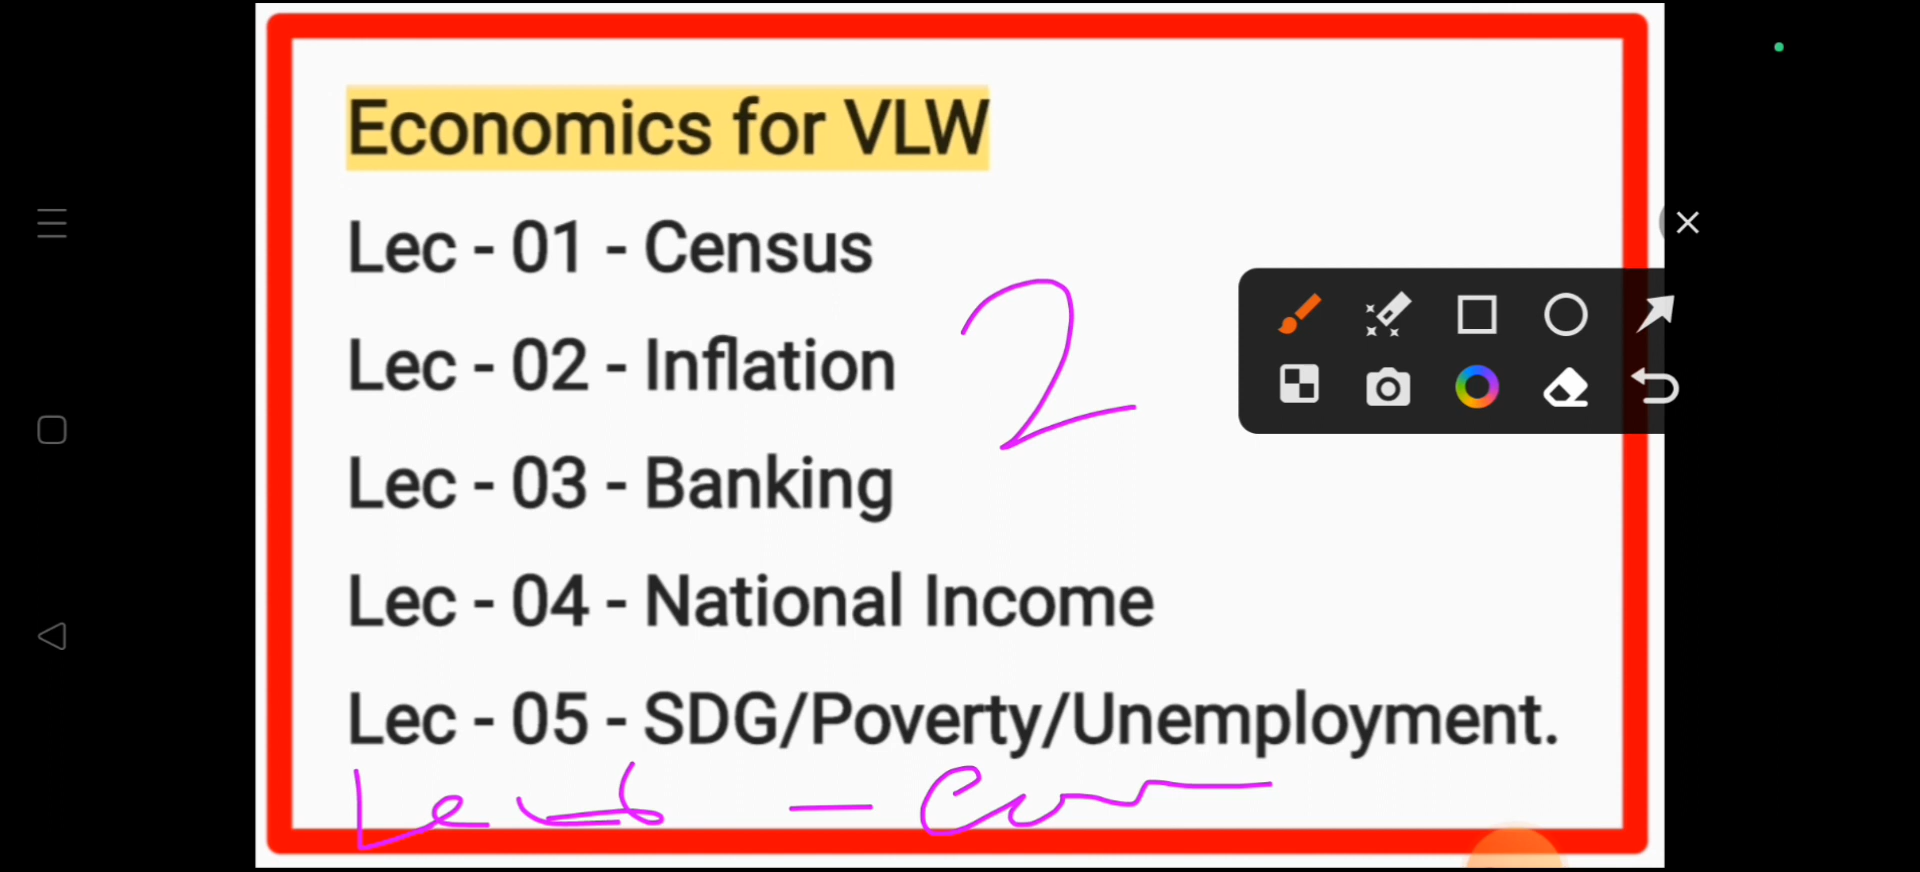 Economics for VLW
Lec - 01 - Census
Lec - 02 - Inflation
2
Lec - 03 - Banking
Lec - 04 - National Income
Lec - 05 - SDG/Poverty/Unemployment.
Lec 6 -